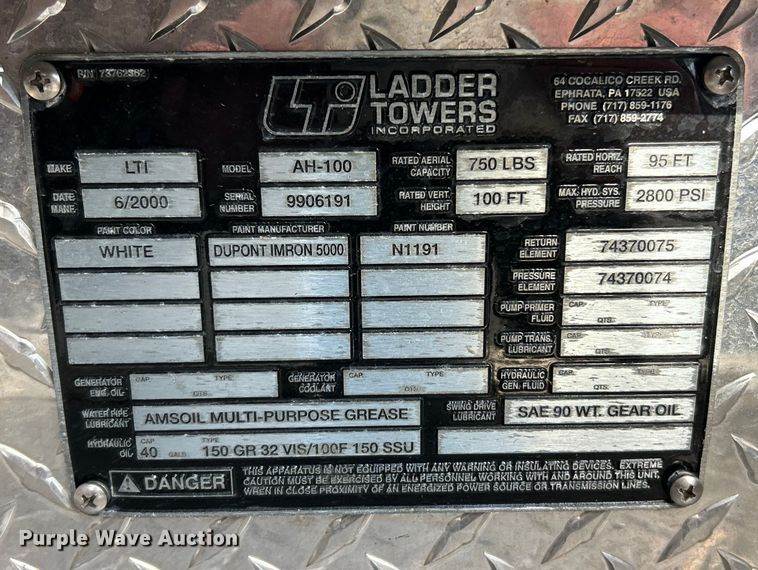 P/N 73762362
LTI LADDER TOWERS INCORPORATED
64 COCALICO CREEK RD.
EPHRATA, PA 17522 USA
PHONE (717) 859-1176
FAX (717) 859-2774
MAKE LTI MODEL AH-100 RATED AERIAL CAPACITY 750 LBS RATED HORIZ. REACH 95 FT
DATE MANF. 6/2000 SERIAL NUMBER 9906191 RATED VERT. HEIGHT 100 FT MAX. HYD. SYS. PRESSURE 2800 PSI
PAINT COLOR PAINT MANUFACTURER PAINT NUMBER
WHITE DUPONT IMRON 5000 N1191 RETURN ELEMENT 74370075
PRESSURE ELEMENT 74370074
PUMP PRIMER FLUID CAP. TYPE QTS.
PUMP TRANS. LUBRICANT CAP. TYPE QTS.
GENERATOR ENG. OIL CAP. TYPE QTS. GENERATOR COOLANT CAP. TYPE QTS. HYDRAULIC GEN. FLUID CAP. TYPE QTS.
WATER PIPE LUBRICANT AMSOIL MULTI-PURPOSE GREASE SWING DRIVE LUBRICANT SAE 90 WT. GEAR OIL
HYDRAULIC OIL CAP 40 GALS. TYPE 150 GR 32 VIS/100F 150 SSU
DANGER
THIS APPARATUS IS NOT EQUIPPED WITH ANY WARNING OR INSULATING DEVICES. EXTREME
CAUTION MUST BE EXERCISED BY ALL PERSONNEL WORKING WITH AND AROUND THIS UNIT,
WHEN IN CLOSE PROXIMITY OF AN ENERGIZED POWER SOURCE OR TRANSMISSION LINES.
Purple Wave Auction